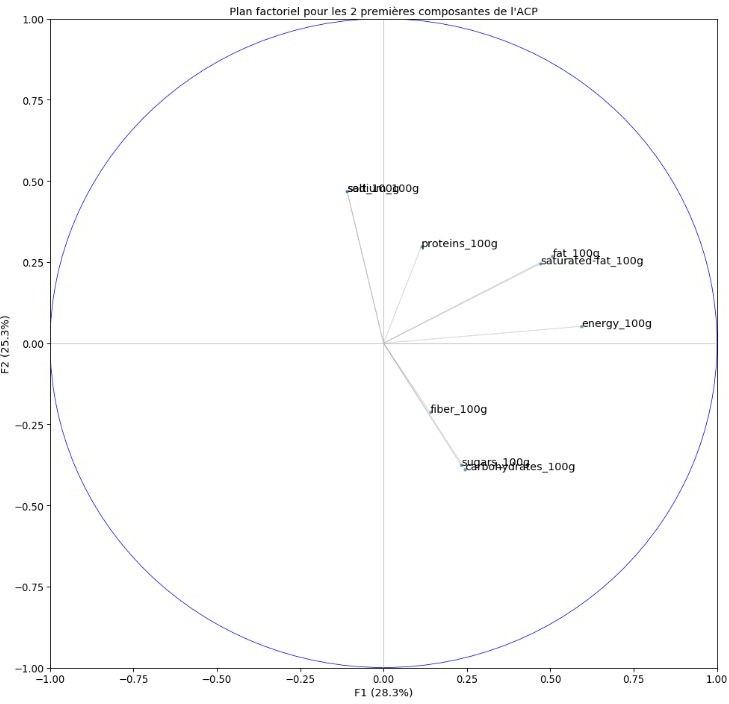 Plan factoriel pour les 2 premières composantes de l'ACP
1.00
0.75
0.50
0.25
0.00
−0.25
−0.50
−0.75
−1.00
F2 (25.3%)
salt_100g
sodium_100g
proteins_100g
fat_100g
saturated-fat_100g
energy_100g
fiber_100g
sugars_100g
carbohydrates_100g
−1.00 −0.75 −0.50 −0.25 0.00 0.25 0.50 0.75 1.00
F1 (28.3%)